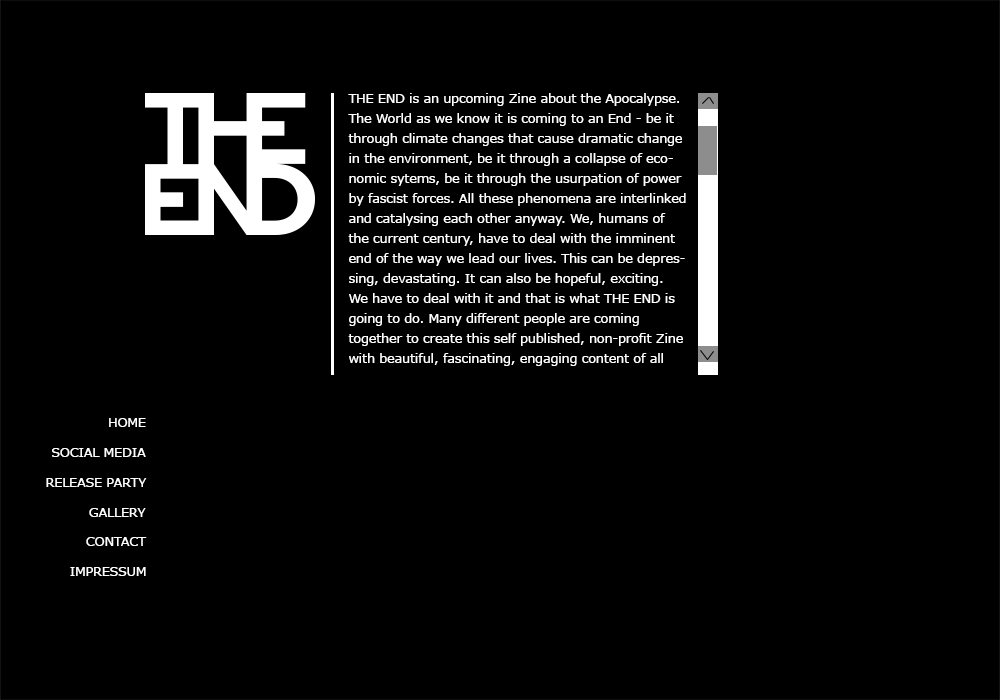 THE
END
THE END is an upcoming Zine about the Apocalypse.
The World as we know it is coming to an End - be it
through climate changes that cause dramatic change
in the environment, be it through a collapse of eco-
nomic sytems, be it through the usurpation of power
by fascist forces. All these phenomena are interlinked
and catalysing each other anyway. We, humans of
the current century, have to deal with the imminent
end of the way we lead our lives. This can be depres-
sing, devastating. It can also be hopeful, exciting.
We have to deal with it and that is what THE END is
going to do. Many different people are coming
together to create this self published, non-profit Zine
with beautiful, fascinating, engaging content of all
HOME
SOCIAL MEDIA
RELEASE PARTY
GALLERY
CONTACT
IMPRESSUM